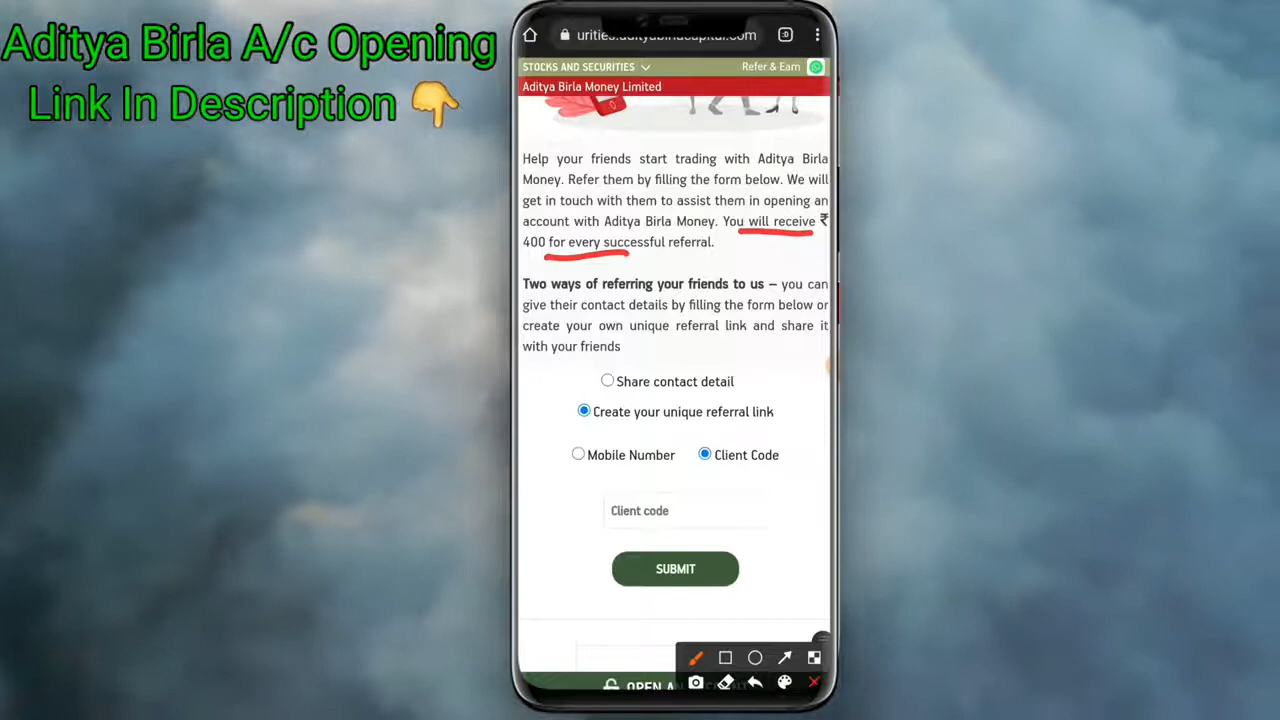 Aditya Birla A/c Opening
Link In Description 👇
STOCKS AND SECURITIES
Refer & Earn
Aditya Birla Money Limited
Help your friends start trading with Aditya Birla
Money. Refer them by filling the form below. We will
get in touch with them to assist them in opening an
account with Aditya Birla Money. You will receive ₹
400 for every successful referral.
Two ways of referring your friends to us – you can
give their contact details by filling the form below or
create your own unique referral link and share it
with your friends
Share contact detail
Create your unique referral link
Mobile Number
Client Code
Client code
SUBMIT
OPEN AN